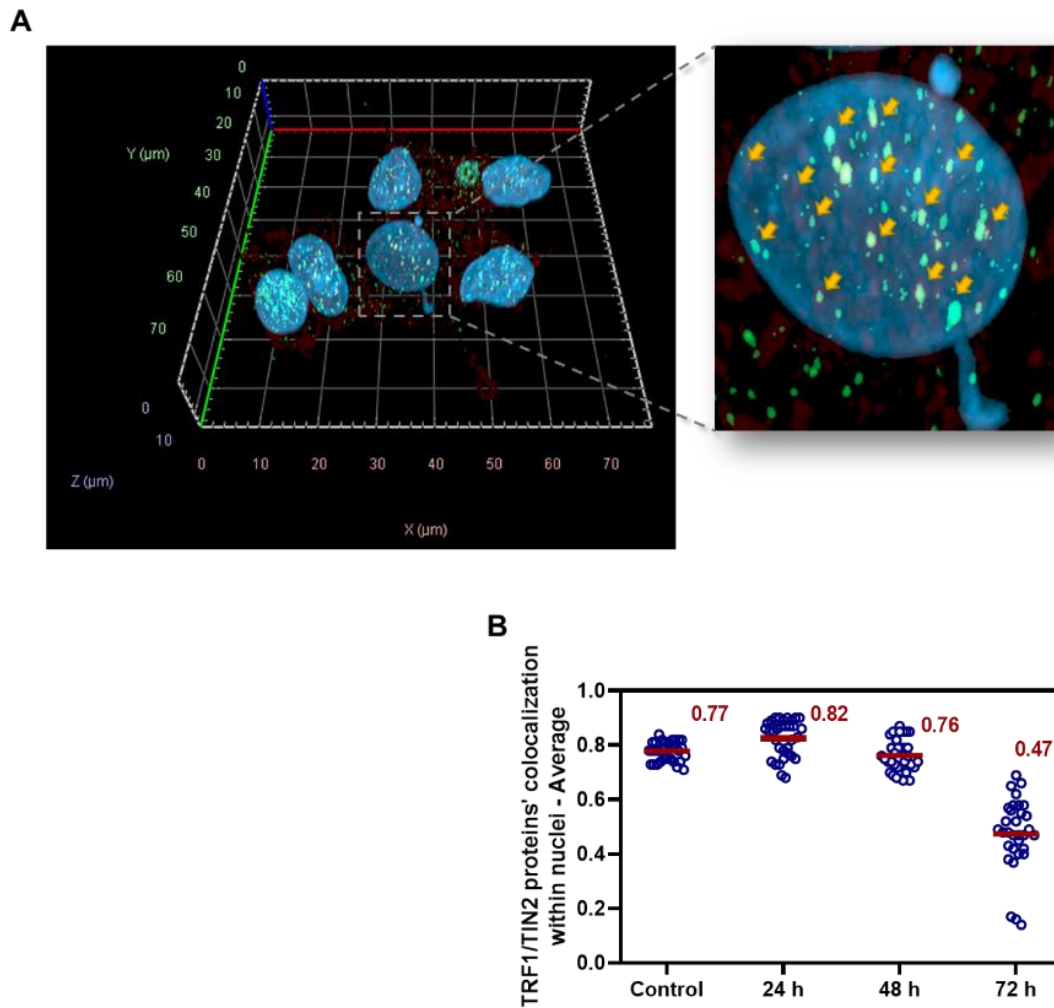 A
0
10
20
Y (µm)
30
40
50
60
70
0
10
Z (µm)
0 10 20 30 40 50 60 70
X (µm)
B
TRF1/TIN2 proteins' colocalization
within nuclei - Average
1.0
0.8
0.6
0.4
0.2
0.0
0.77
0.82
0.76
0.47
Control 24 h 48 h 72 h